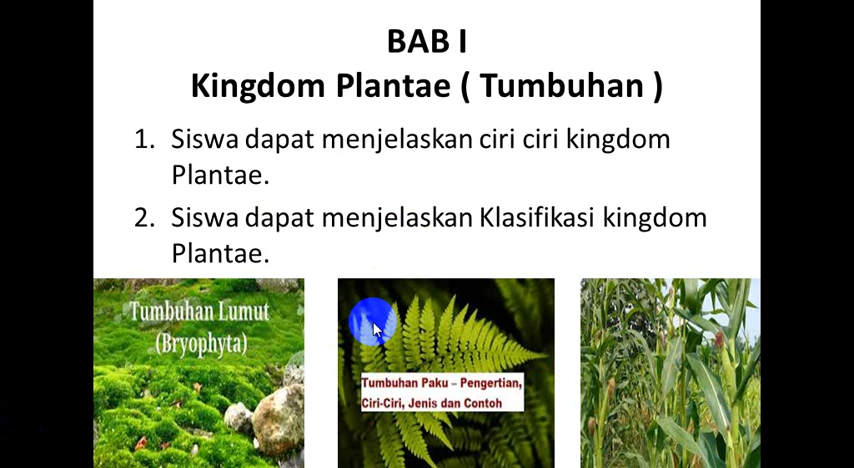 BAB I
Kingdom Plantae ( Tumbuhan )
1. Siswa dapat menjelaskan ciri ciri kingdom
Plantae.
2. Siswa dapat menjelaskan Klasifikasi kingdom
Plantae.
Tumbuhan Lumut
(Bryophyta)
Tumbuhan Paku – Pengertian,
Ciri-Ciri, Jenis dan Contoh